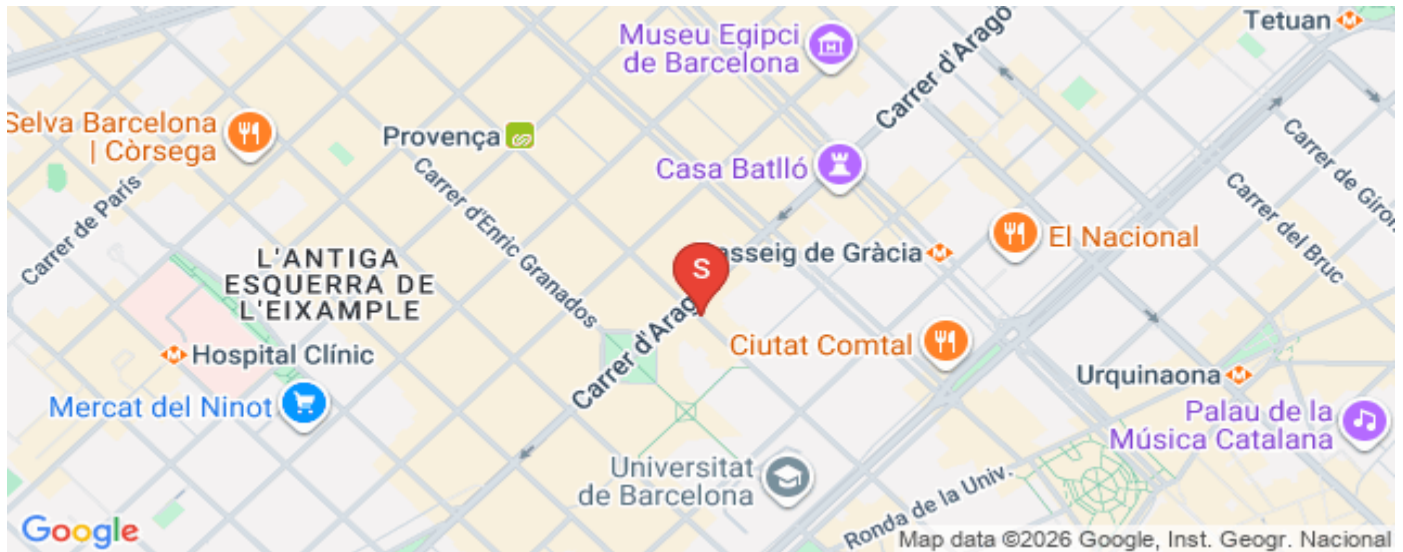 Tetuan
Museu Egipci
de Barcelona
Carrer d'Aragó
Selva Barcelona
| Còrsega
Provença
Casa Batlló
Carrer de París
Carrer d'Enric Granados
Carrer de Giron
Carrer del Bruc
El Nacional
asseig de Gràcia
S
L'ANTIGA
ESQUERRA DE
L'EIXAMPLE
Carrer d'Arag
Ciutat Comtal
Hospital Clínic
Urquinaona
Mercat del Ninot
Palau de la
Música Catalana
Universitat
de Barcelona
Ronda de la Univ.
Google
Map data ©2026 Google, Inst. Geogr. Nacional